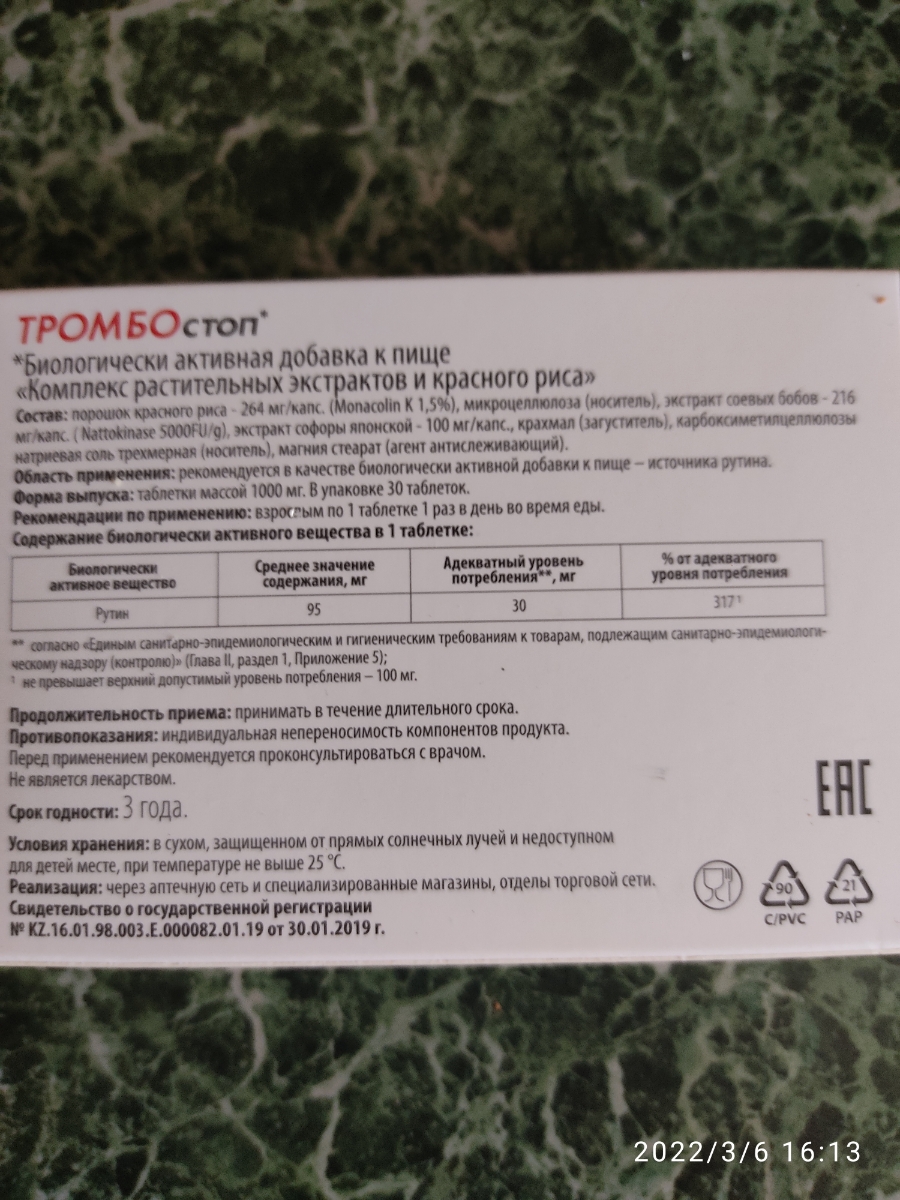 ТРОМБОСТОП*
*Биологически активная добавка к пище
«Комплекс растительных экстрактов и красного риса»
Состав: порошок красного риса - 264 мг/капс. (Monacolin K 1,5%), микроцеллюлоза (носитель), экстракт соевых бобов - 216
мг/капс. ( Nattokinase 5000FU/g), экстракт софоры японской - 100 мг/капс., крахмал (загуститель), карбоксиметилцеллюлозы
натриевая соль трехмерная (носитель), магния стеарат (агент антислеживающий).
Область применения: рекомендуется в качестве биологически активной добавки к пище – источника рутина.
Форма выпуска: таблетки массой 1000 мг. В упаковке 30 таблеток.
Рекомендации по применению: взрослым по 1 таблетке 1 раз в день во время еды.
Содержание биологически активного вещества в 1 таблетке:
Биологически активное вещество | Среднее значение содержания, мг | Адекватный уровень потребления**, мг | % от адекватного уровня потребления
Рутин | 95 | 30 | 317¹
** согласно «Единым санитарно-эпидемиологическим и гигиеническим требованиям к товарам, подлежащим санитарно-эпидемиологи-
ческому надзору (контролю)» (Глава II, раздел 1, Приложение 5);
¹ не превышает верхний допустимый уровень потребления – 100 мг.
Продолжительность приема: принимать в течение длительного срока.
Противопоказания: индивидуальная непереносимость компонентов продукта.
Перед применением рекомендуется проконсультироваться с врачом.
Не является лекарством.
Срок годности: 3 года.
Условия хранения: в сухом, защищенном от прямых солнечных лучей и недоступном
для детей месте, при температуре не выше 25 °С.
Реализация: через аптечную сеть и специализированные магазины, отделы торговой сети.
Свидетельство о государственной регистрации
№ KZ.16.01.98.003.E.000082.01.19 от 30.01.2019 г.
EAC
90
C/PVC
21
PAP
2022/3/6 16:13